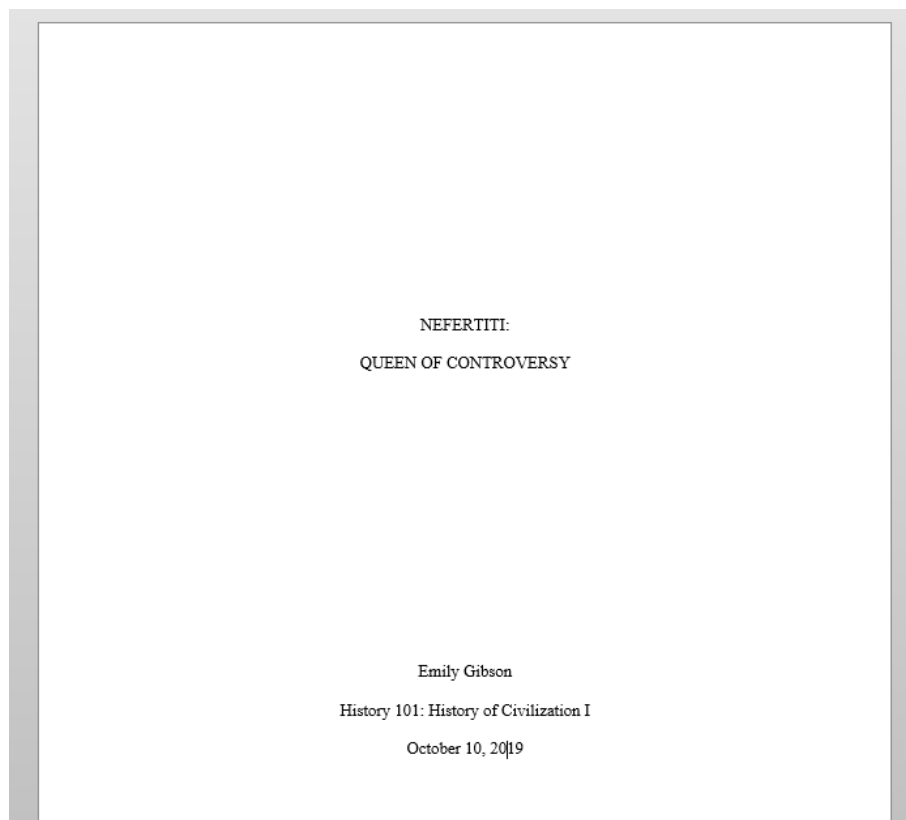 NEFERTITI:
QUEEN OF CONTROVERSY
Emily Gibson
History 101: History of Civilization I
October 10, 2019